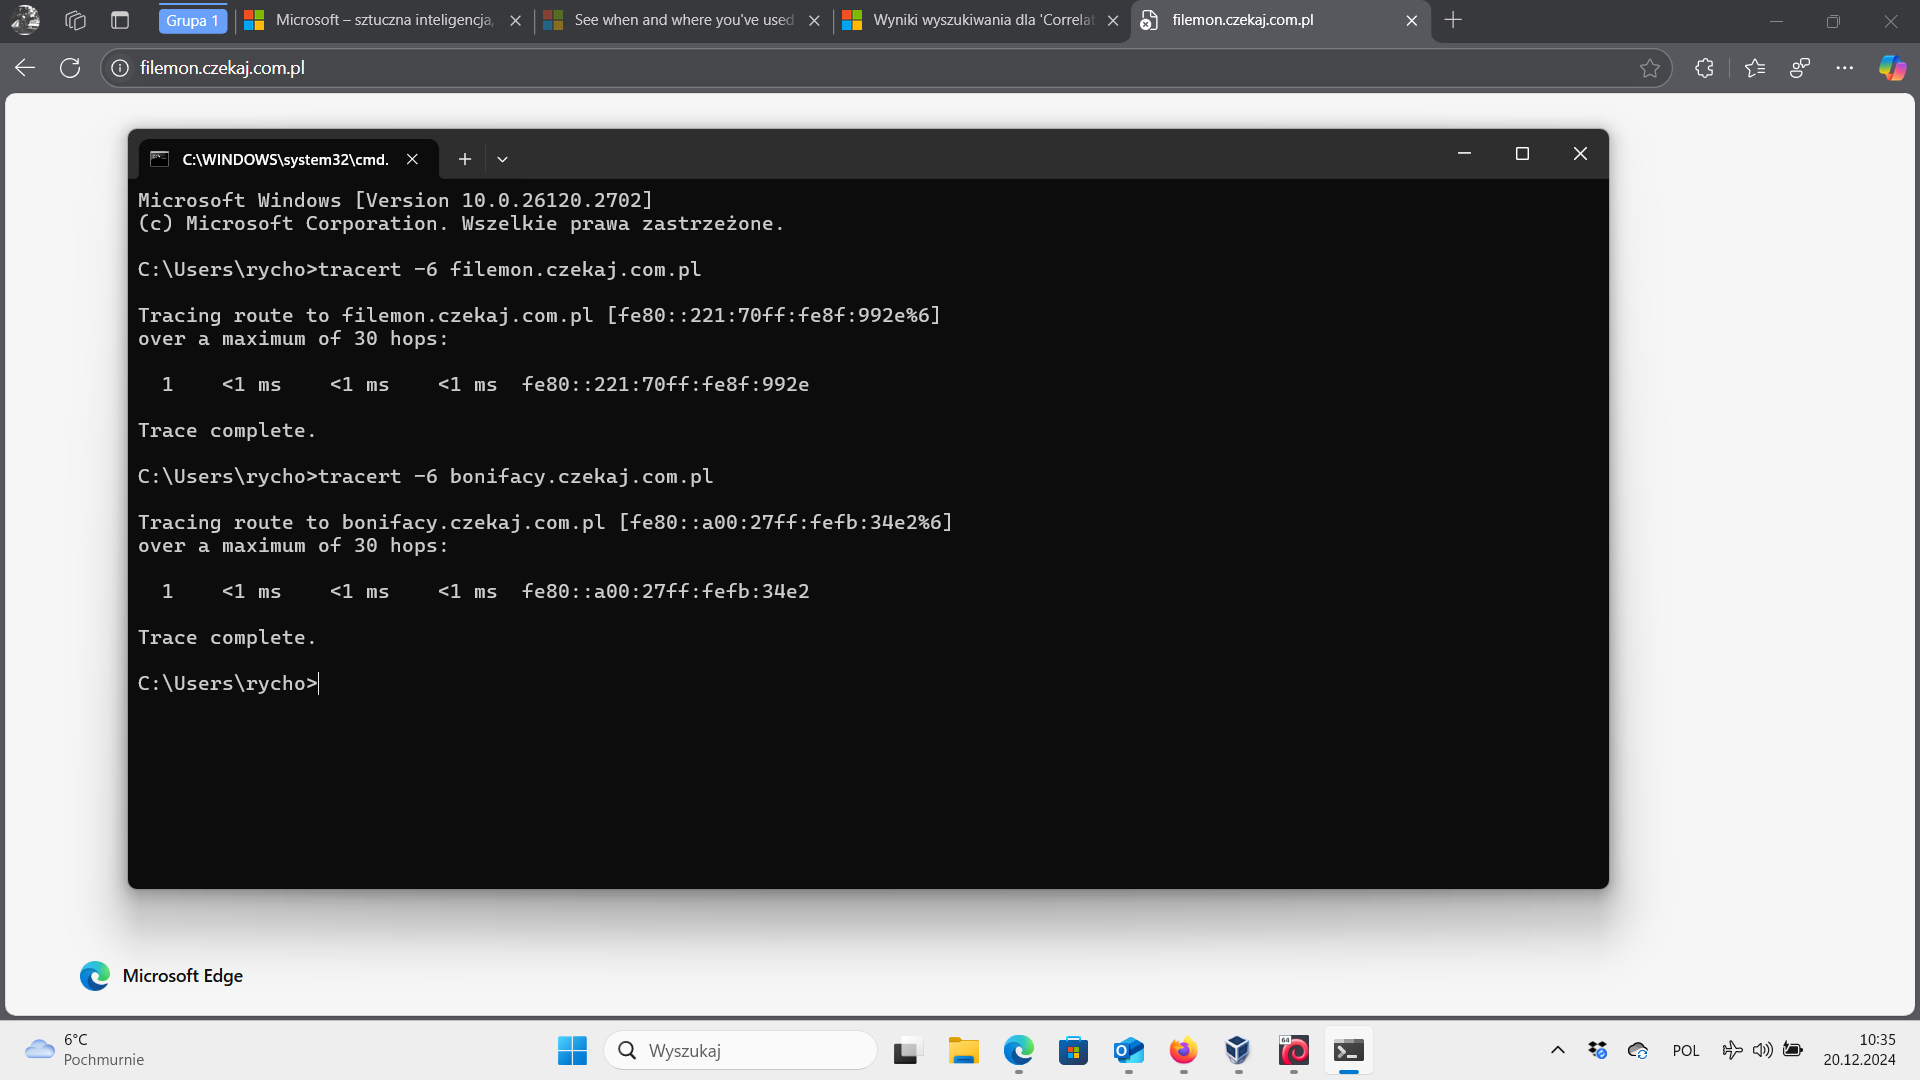 Grupa 1
Microsoft – sztuczna inteligencja,
See when and where you've used
Wyniki wyszukiwania dla 'Correlat
filemon.czekaj.com.pl
filemon.czekaj.com.pl
C:\WINDOWS\system32\cmd.
Microsoft Windows [Version 10.0.26120.2702]
(c) Microsoft Corporation. Wszelkie prawa zastrzeżone.
C:\Users\rycho>tracert -6 filemon.czekaj.com.pl
Tracing route to filemon.czekaj.com.pl [fe80::221:70ff:fe8f:992e%6]
over a maximum of 30 hops:
1 <1 ms <1 ms <1 ms fe80::221:70ff:fe8f:992e
Trace complete.
C:\Users\rycho>tracert -6 bonifacy.czekaj.com.pl
Tracing route to bonifacy.czekaj.com.pl [fe80::a00:27ff:fefb:34e2%6]
over a maximum of 30 hops:
1 <1 ms <1 ms <1 ms fe80::a00:27ff:fefb:34e2
Trace complete.
C:\Users\rycho>
Microsoft Edge
6°C
Pochmurnie
Wyszukaj
64
POL
10:35
20.12.2024